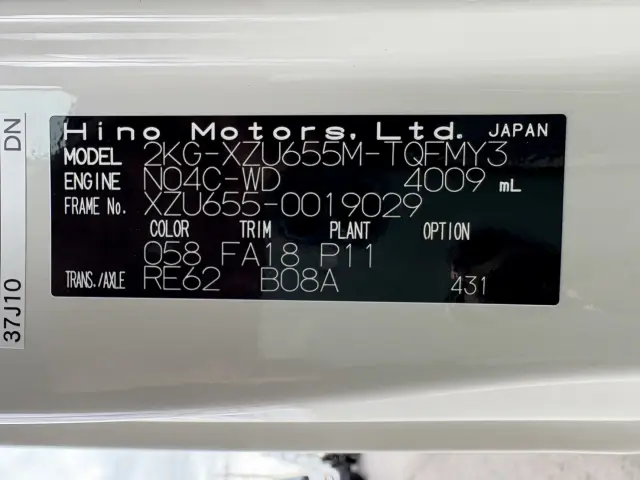 Hino Motors, Ltd. JAPAN
MODEL 2KG-XZU655M-TQFMY3
ENGINE N04C-WD 4009 mL
FRAME No. XZU655-0019029
COLOR TRIM PLANT OPTION
058 FA18 P11
TRANS./AXLE RE62 B08A 431
DN
37J10